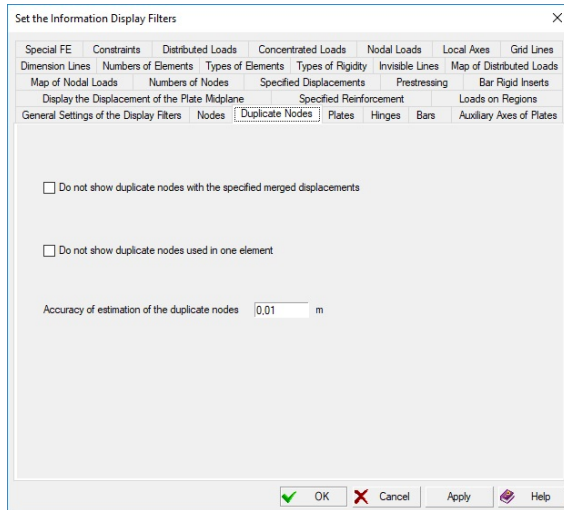 Set the Information Display Filters
Special FE Constraints Distributed Loads Concentrated Loads Nodal Loads Local Axes Grid Lines
Dimension Lines Numbers of Elements Types of Elements Types of Rigidity Invisible Lines Map of Distributed Loads
Map of Nodal Loads Numbers of Nodes Specified Displacements Prestressing Bar Rigid Inserts
Display the Displacement of the Plate Midplane Specified Reinforcement Loads on Regions
General Settings of the Display Filters Nodes Duplicate Nodes Plates Hinges Bars Auxiliary Axes of Plates
Do not show duplicate nodes with the specified merged displacements
Do not show duplicate nodes used in one element
Accuracy of estimation of the duplicate nodes 0,01 m
OK Cancel Apply Help